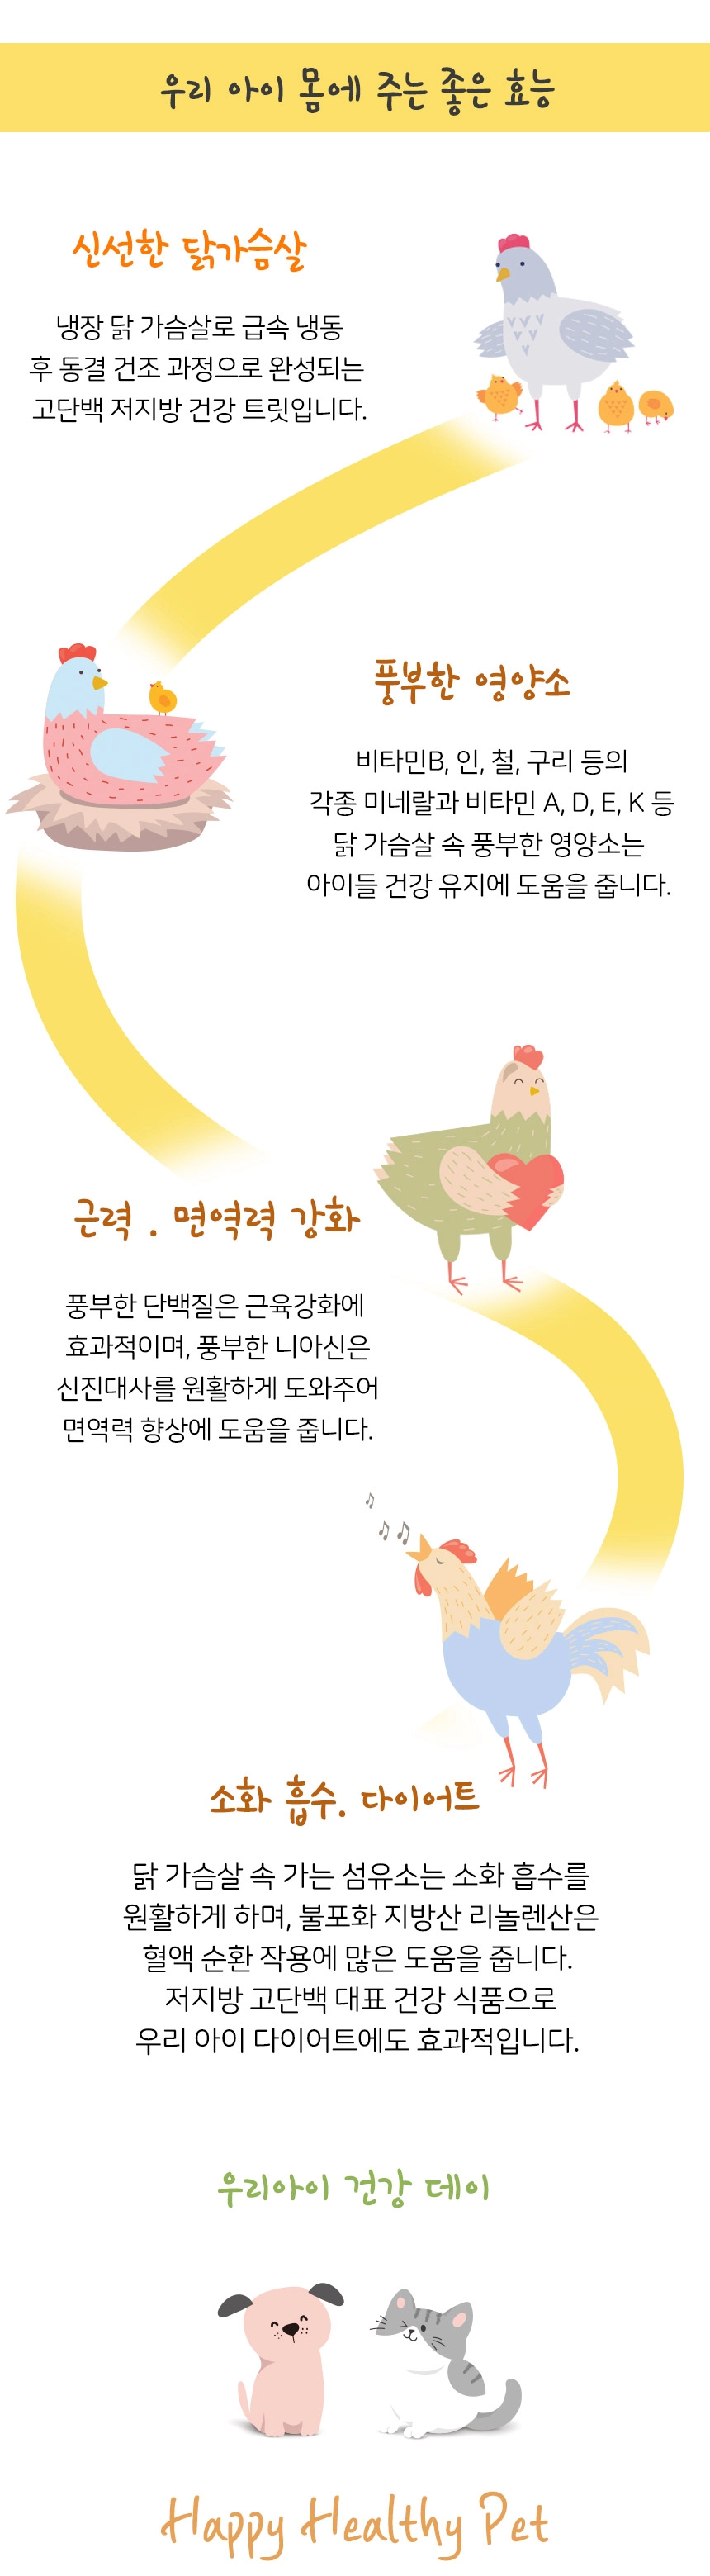 우리 아이 몸에 주는 좋은 효능
신선한 닭가슴살
냉장 닭 가슴살로 급속 냉동
후 동결 건조 과정으로 완성되는
고단백 저지방 건강 트릿입니다.
풍부한 영양소
비타민B, 인, 철, 구리 등의
각종 미네랄과 비타민 A, D, E, K 등
닭 가슴살 속 풍부한 영양소는
아이들 건강 유지에 도움을 줍니다.
근력 . 면역력 강화
풍부한 단백질은 근육강화에
효과적이며, 풍부한 니아신은
신진대사를 원활하게 도와주어
면역력 향상에 도움을 줍니다.
소화 흡수. 다이어트
닭 가슴살 속 가는 섬유소는 소화 흡수를
원활하게 하며, 불포화 지방산 리놀렌산은
혈액 순환 작용에 많은 도움을 줍니다.
저지방 고단백 대표 건강 식품으로
우리 아이 다이어트에도 효과적입니다.
우리아이 건강 데이
Happy Healthy Pet